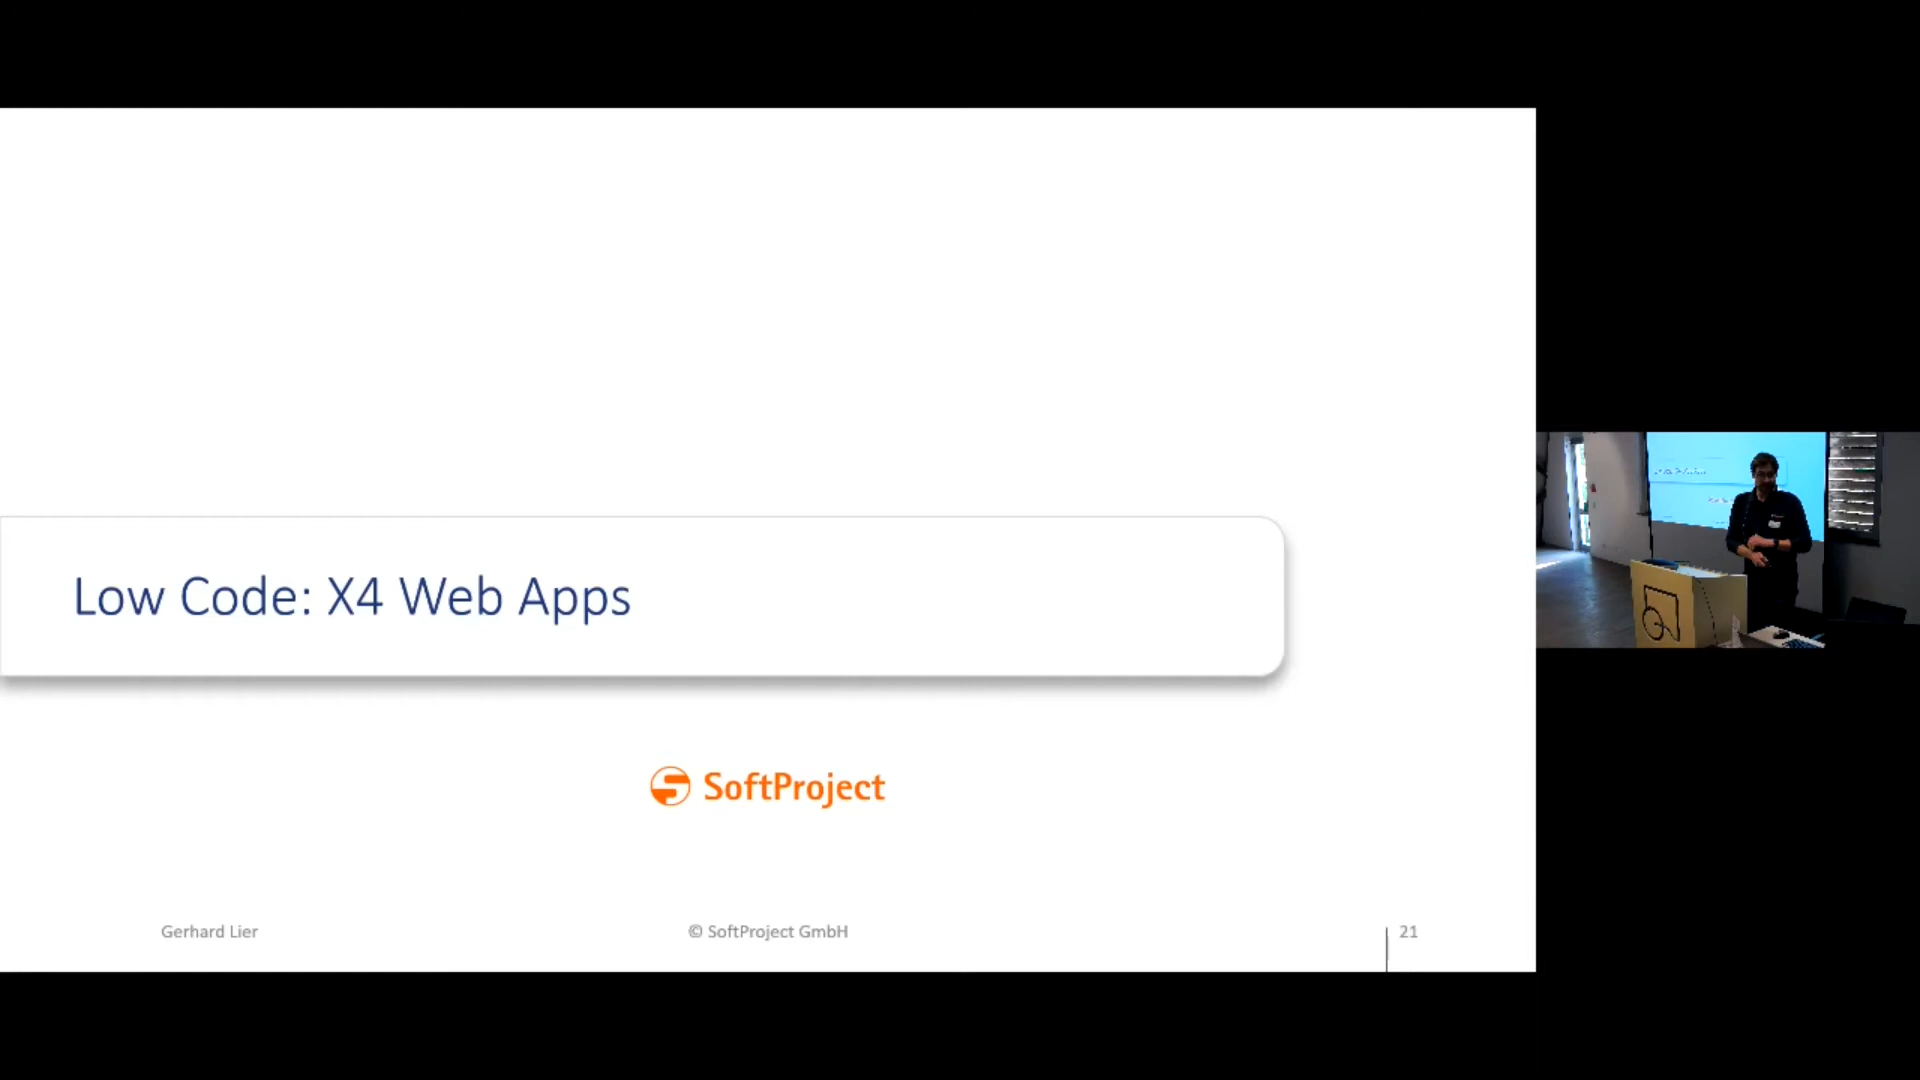 Low Code: X4 Web Apps
SoftProject
Gerhard Lier
© SoftProject GmbH
21